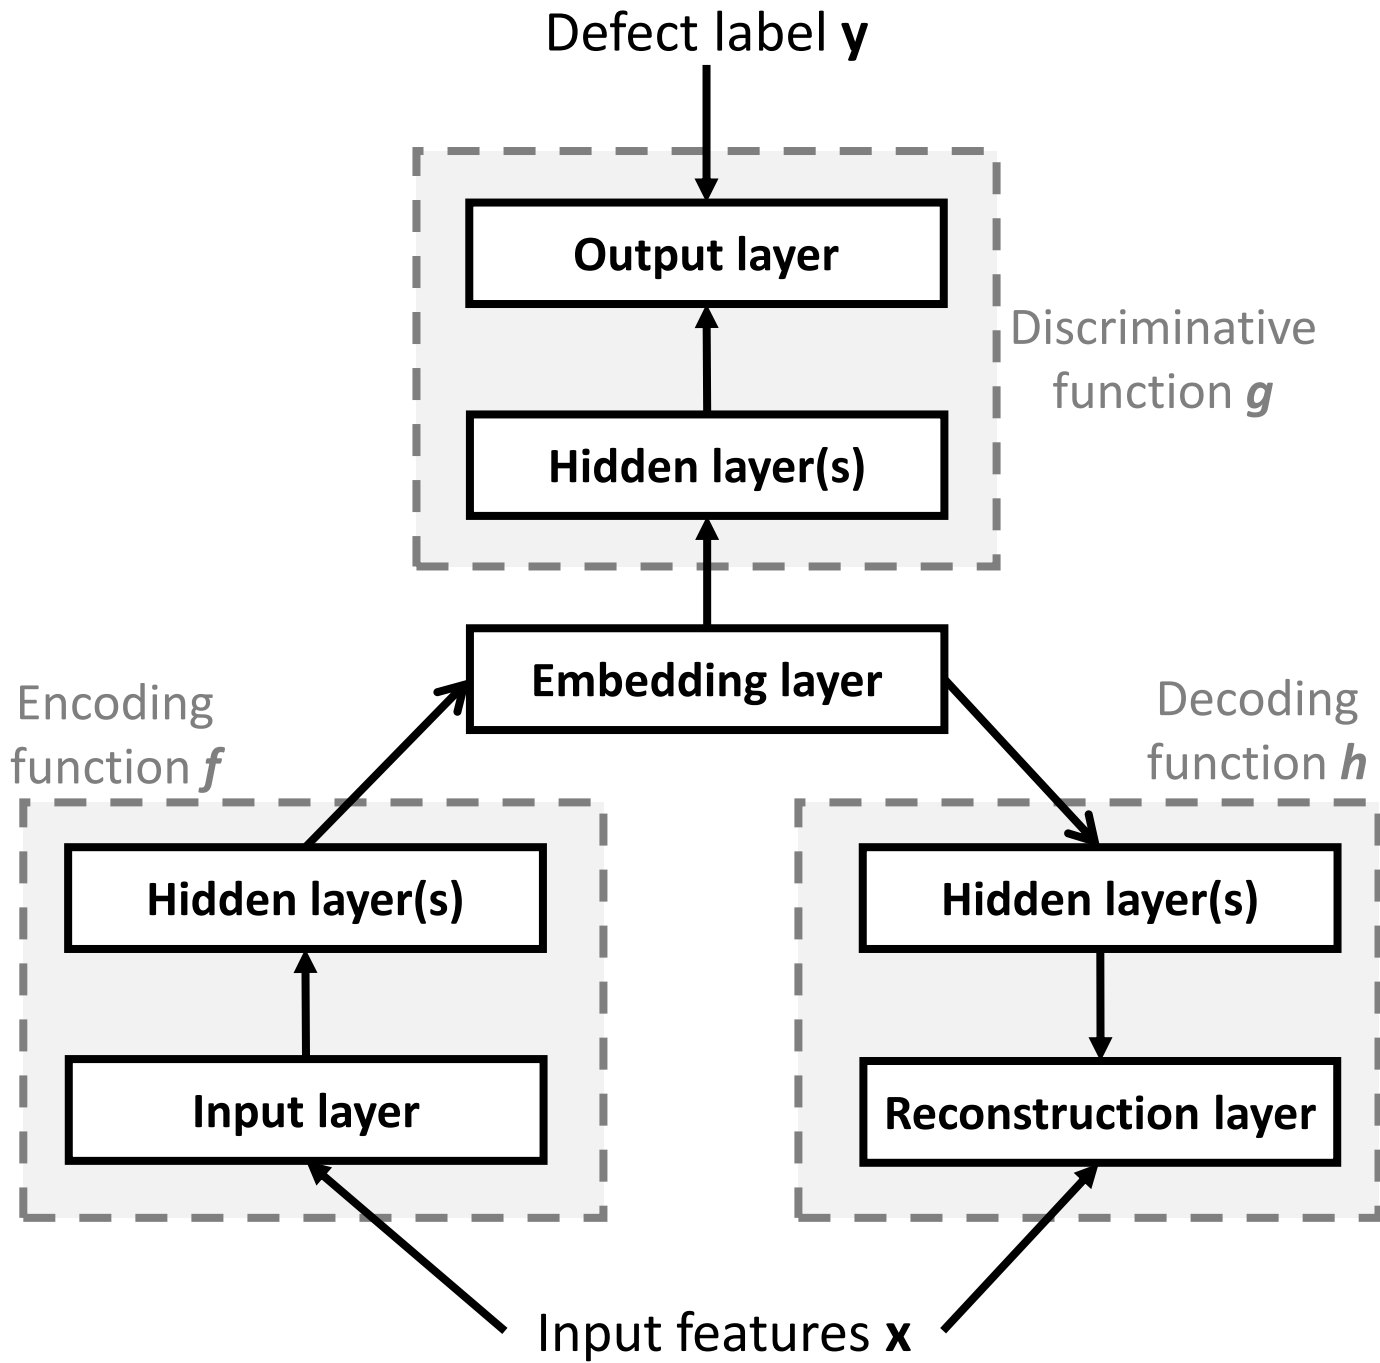 Defect label y
Output layer
Discriminative
function g
Hidden layer(s)
Embedding layer
Encoding
function f
Decoding
function h
Hidden layer(s)
Hidden layer(s)
Input layer
Reconstruction layer
Input features x